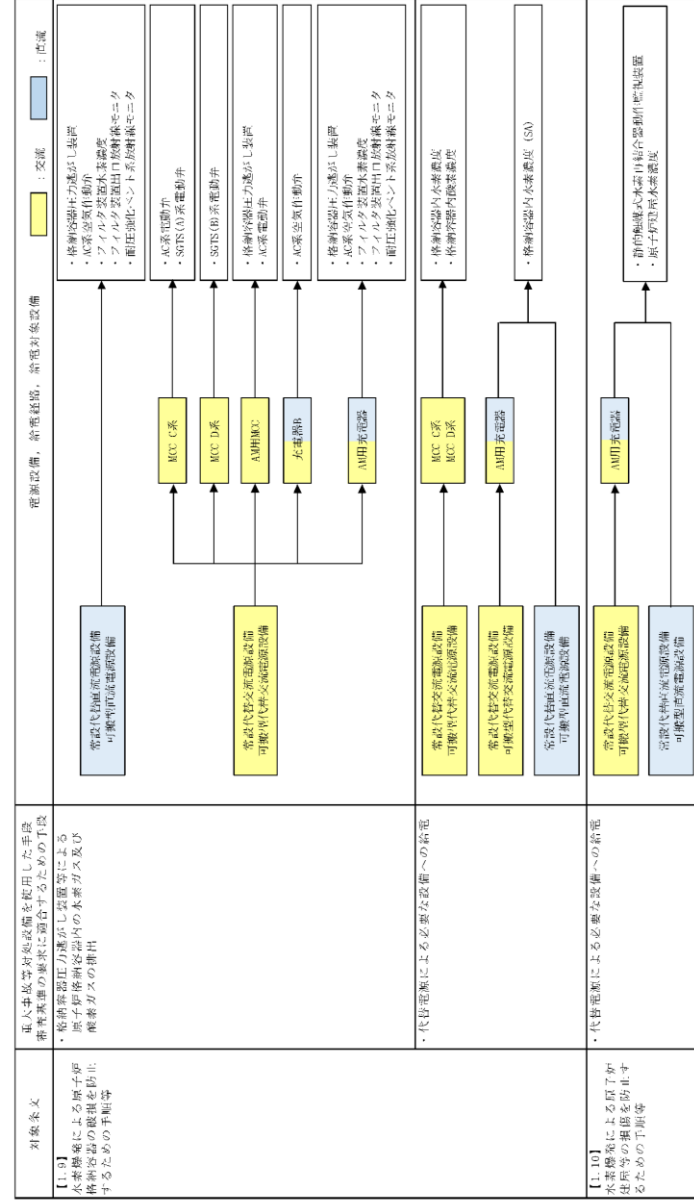 対象条文
重大事故等対処設備を使用した手段
審査基準の要求に適合するための手段
電源設備，給電経路，給電対象設備
：交流
：直流
【1.9】
水素爆発による原子炉
格納容器の破損を防止
するための手順等
・格納容器圧力逃がし装置等による
原子炉格納容器内の水素ガス及び
酸素ガスの排出
常設代替直流電源設備
可搬型直流電源設備
・格納容器圧力逃がし装置
・AC系空気作動弁
・フィルタ装置水素濃度
・フィルタ装置出口放射線モニタ
・耐圧強化ベント系放射線モニタ
常設代替交流電源設備
可搬型代替交流電源設備
MCC C系
・AC系電動弁
・SGTS(A)系電動弁
MCC D系
・SGTS(B)系電動弁
AM用MCC
・格納容器圧力逃がし装置
・AC系電動弁
充電器B
・AC系空気作動弁
AM用充電器
・格納容器圧力逃がし装置
・AC系空気作動弁
・フィルタ装置水素濃度
・フィルタ装置出口放射線モニタ
・耐圧強化ベント系放射線モニタ
・代替電源による必要な設備への給電
常設代替交流電源設備
可搬型代替交流電源設備
MCC C系
MCC D系
・格納容器内水素濃度
・格納容器内酸素濃度
常設代替交流電源設備
可搬型代替交流電源設備
AM用充電器
常設代替直流電源設備
可搬型直流電源設備
・格納容器内水素濃度（SA）
【1.10】
水素爆発による原子炉
建屋等の損傷を防止す
るための手順等
・代替電源による必要な設備への給電
常設代替交流電源設備
可搬型代替交流電源設備
AM用充電器
常設代替直流電源設備
可搬型直流電源設備
・静的触媒式水素再結合器動作監視装置
・原子炉建屋水素濃度